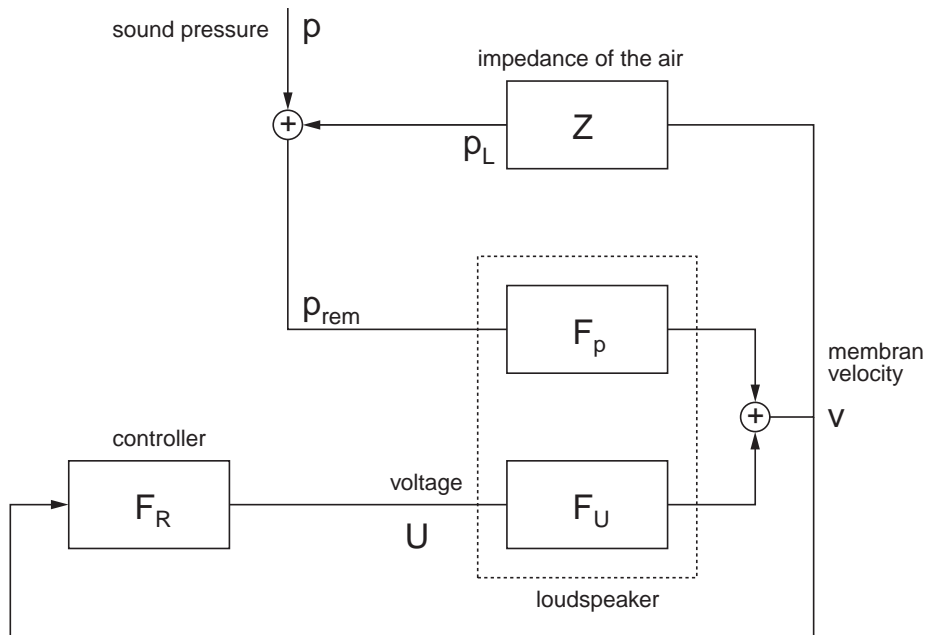 sound pressure p
impedance of the air
+
Z
p_L
p_rem
F_p
membran
velocity
+
v
controller
voltage
F_R
F_U
U
loudspeaker